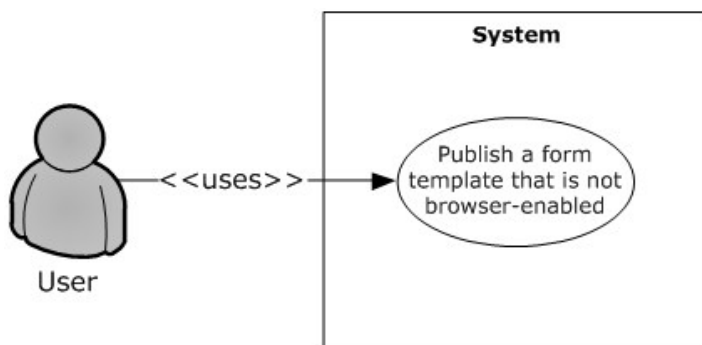 System
<<uses>>
Publish a form
template that is not
browser-enabled
User